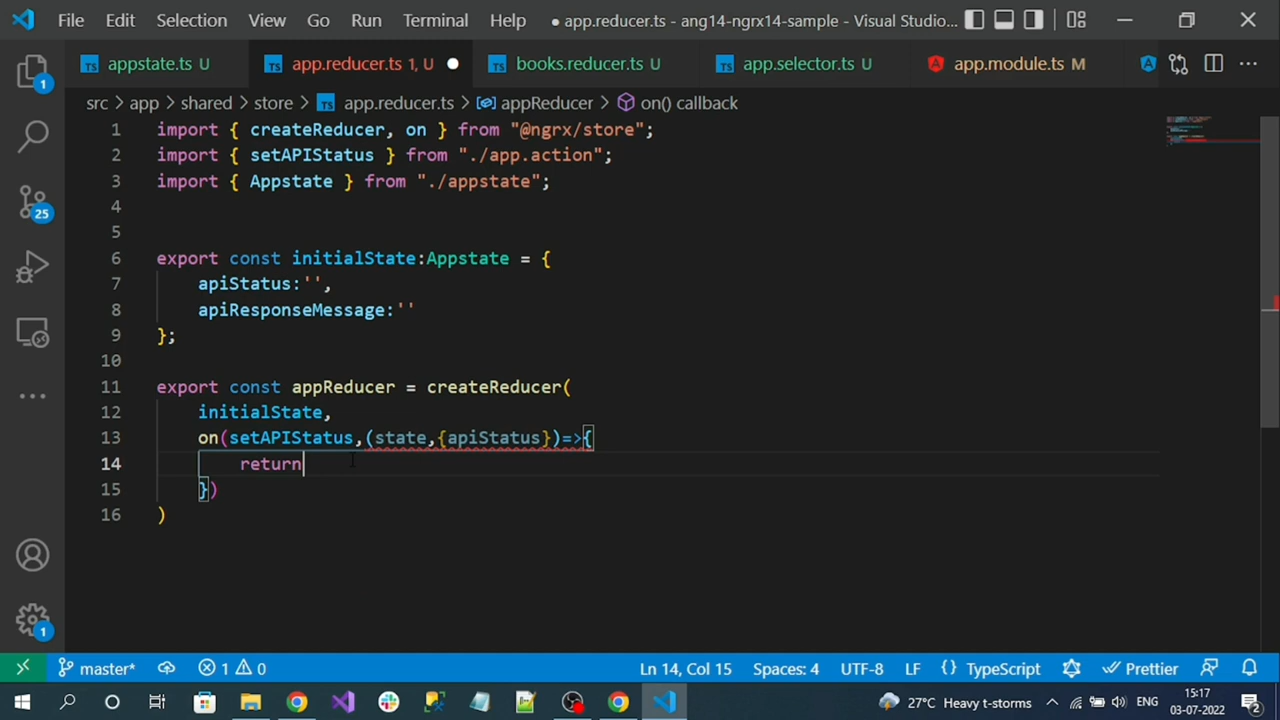 File Edit Selection View Go Run Terminal Help ● app.reducer.ts - ang14-ngrx14-sample - Visual Studio...
TS appstate.ts U TS app.reducer.ts 1, U TS books.reducer.ts U TS app.selector.ts U app.module.ts M
src > app > shared > store > TS app.reducer.ts > appReducer > on() callback
1 import { createReducer, on } from "@ngrx/store";
2 import { setAPIStatus } from "./app.action";
3 import { Appstate } from "./appstate";
4
5
6 export const initialState:Appstate = {
7 apiStatus:'',
8 apiResponseMessage:''
9 };
10
11 export const appReducer = createReducer(
12 initialState,
13 on(setAPIStatus,(state,{apiStatus})=>{
14 return
15 })
16 )
1
25
1
master* 1 0 Ln 14, Col 15 Spaces: 4 UTF-8 LF {} TypeScript Prettier
27°C Heavy t-storms ENG 15:17
03-07-2022 2